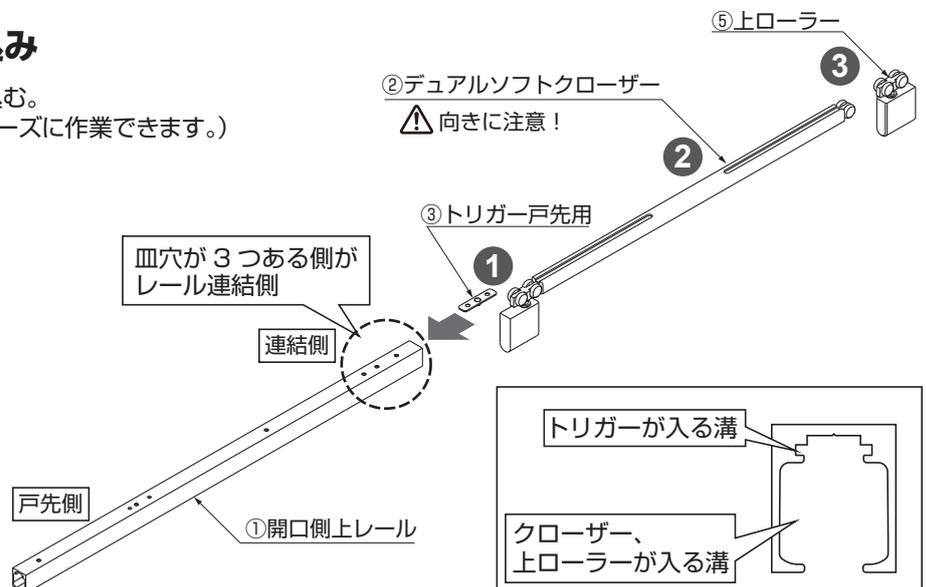 み
む。
ーズに作業できます。)
⑤上ローラー
3
②デュアルソフトクローザー
⚠向きに注意！
2
③トリガー戸先用
1
皿穴が3つある側が
レール連結側
連結側
戸先側
①開口側上レール
トリガーが入る溝
クローザー、
上ローラーが入る溝